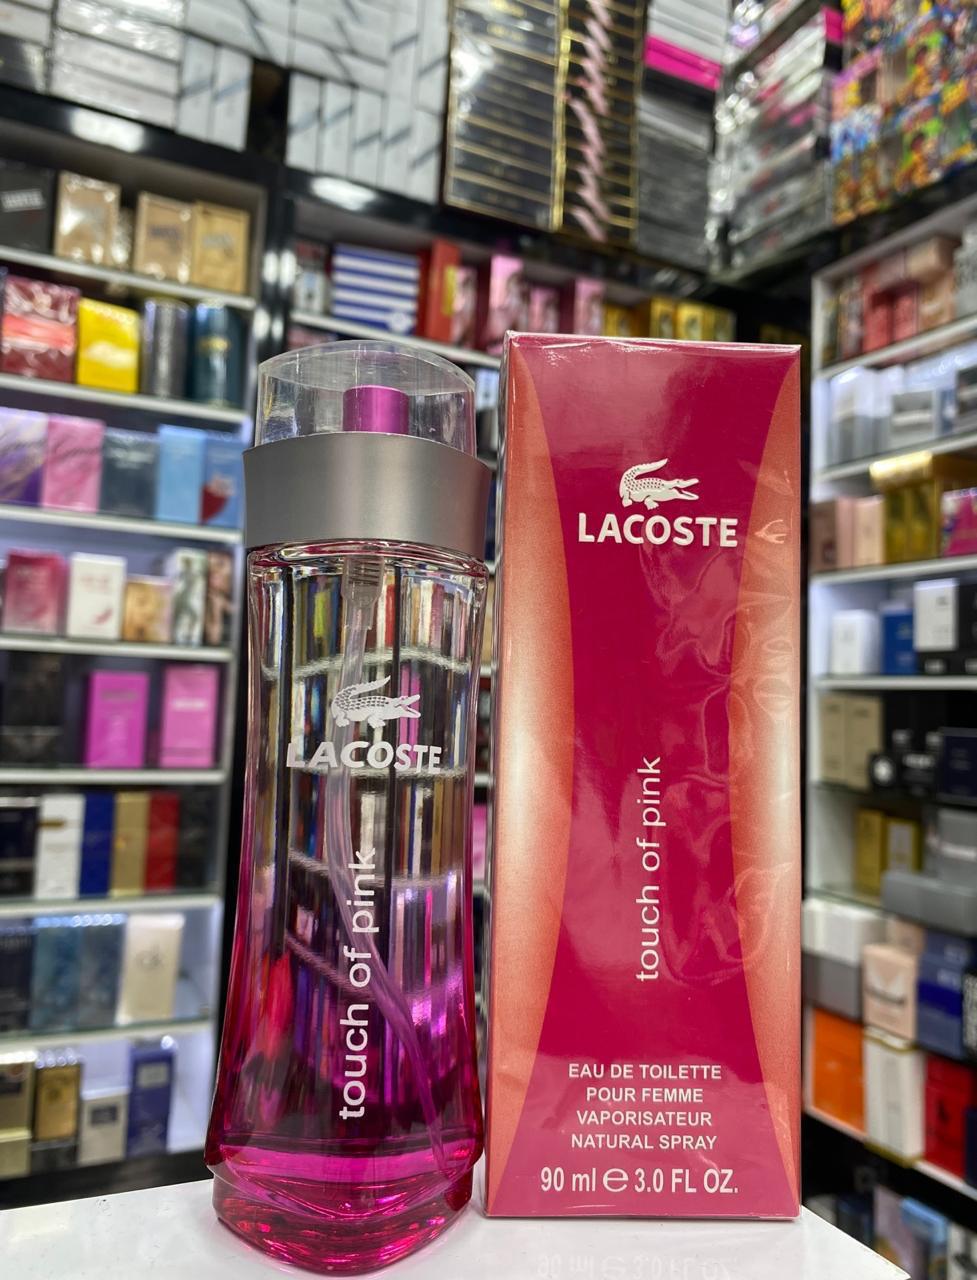 LACOSTE
touch of pink
LACOSTE
touch of pink
EAU DE TOILETTE
POUR FEMME
VAPORISATEUR
NATURAL SPRAY
90 ml e 3.0 FL OZ.